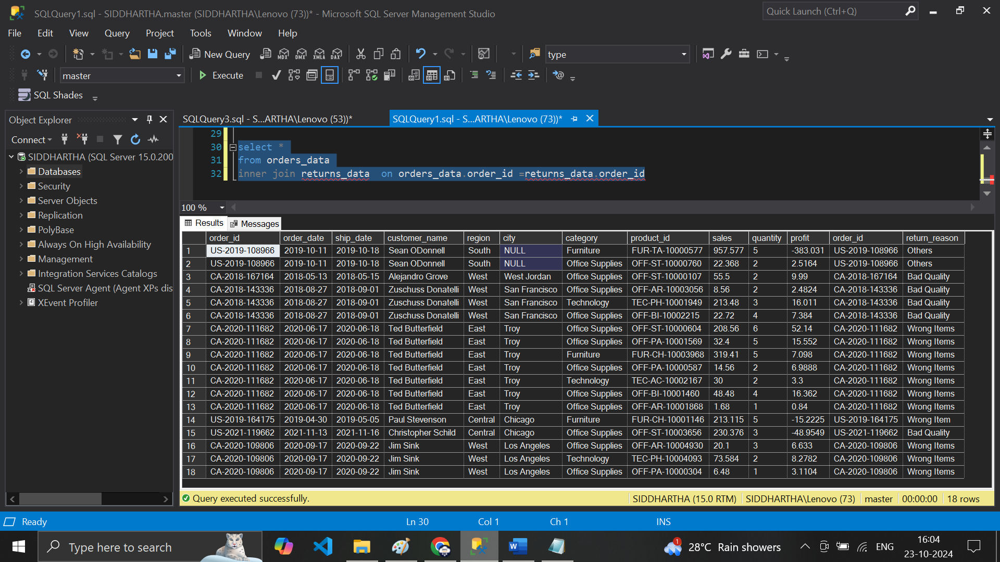 SQLQuery1.sql - SIDDHARTHA.master (SIDDHARTHA\Lenovo (73))* - Microsoft SQL Server Management Studio
Quick Launch (Ctrl+Q)
File Edit View Query Project Tools Window Help
New Query MDX DMX XMLA DAX type
master Execute
SQL Shades
Object Explorer
Connect
SIDDHARTHA (SQL Server 15.0.200
Databases
Security
Server Objects
Replication
PolyBase
Always On High Availability
Management
Integration Services Catalogs
SQL Server Agent (Agent XPs dis
XEvent Profiler
SQLQuery3.sql - S...ARTHA\Lenovo (53))* SQLQuery1.sql - S...ARTHA\Lenovo (73))*
29
30 select *
31 from orders_data
32 inner join returns_data  on orders_data.order_id =returns_data.order_id
100 %
Results Messages
order_id order_date ship_date customer_name region city category product_id sales quantity profit order_id return_reason
1 US-2019-108966 2019-10-11 2019-10-18 Sean ODonnell South NULL Furniture FUR-TA-10000577 957.577 5 -383.031 US-2019-108966 Others
2 US-2019-108966 2019-10-11 2019-10-18 Sean ODonnell South NULL Office Supplies OFF-ST-10000760 22.368 2 2.5164 US-2019-108966 Others
3 CA-2018-167164 2018-05-13 2018-05-15 Alejandro Grove West West Jordan Office Supplies OFF-ST-10000107 55.5 2 9.99 CA-2018-167164 Bad Quality
4 CA-2018-143336 2018-08-27 2018-09-01 Zuschuss Donatelli West San Francisco Office Supplies OFF-AR-10003056 8.56 2 2.4824 CA-2018-143336 Bad Quality
5 CA-2018-143336 2018-08-27 2018-09-01 Zuschuss Donatelli West San Francisco Technology TEC-PH-10001949 213.48 3 16.011 CA-2018-143336 Bad Quality
6 CA-2018-143336 2018-08-27 2018-09-01 Zuschuss Donatelli West San Francisco Office Supplies OFF-BI-10002215 22.72 4 7.384 CA-2018-143336 Bad Quality
7 CA-2020-111682 2020-06-17 2020-06-18 Ted Butterfield East Troy Office Supplies OFF-ST-10000604 208.56 6 52.14 CA-2020-111682 Wrong Items
8 CA-2020-111682 2020-06-17 2020-06-18 Ted Butterfield East Troy Office Supplies OFF-PA-10001569 32.4 5 15.552 CA-2020-111682 Wrong Items
9 CA-2020-111682 2020-06-17 2020-06-18 Ted Butterfield East Troy Furniture FUR-CH-10003968 319.41 5 7.098 CA-2020-111682 Wrong Items
10 CA-2020-111682 2020-06-17 2020-06-18 Ted Butterfield East Troy Office Supplies OFF-PA-10000587 14.56 2 6.9888 CA-2020-111682 Wrong Items
11 CA-2020-111682 2020-06-17 2020-06-18 Ted Butterfield East Troy Technology TEC-AC-10002167 30 2 3.3 CA-2020-111682 Wrong Items
12 CA-2020-111682 2020-06-17 2020-06-18 Ted Butterfield East Troy Office Supplies OFF-BI-10001460 48.48 4 16.362 CA-2020-111682 Wrong Items
13 CA-2020-111682 2020-06-17 2020-06-18 Ted Butterfield East Troy Office Supplies OFF-AR-10001868 1.68 1 0.84 CA-2020-111682 Wrong Items
14 US-2019-164175 2019-04-30 2019-05-05 Paul Stevenson Central Chicago Furniture FUR-CH-10001146 213.115 5 -15.2225 US-2019-164175 Wrong Item
15 US-2021-119662 2021-11-13 2021-11-16 Christopher Schild Central Chicago Office Supplies OFF-ST-10003656 230.376 3 -48.9549 US-2021-119662 Bad Quality
16 CA-2020-109806 2020-09-17 2020-09-22 Jim Sink West Los Angeles Office Supplies OFF-AR-10004930 20.1 3 6.633 CA-2020-109806 Wrong Items
17 CA-2020-109806 2020-09-17 2020-09-22 Jim Sink West Los Angeles Technology TEC-PH-10004093 73.584 2 8.2782 CA-2020-109806 Wrong Items
18 CA-2020-109806 2020-09-17 2020-09-22 Jim Sink West Los Angeles Office Supplies OFF-PA-10000304 6.48 1 3.1104 CA-2020-109806 Wrong Items
Query executed successfully. SIDDHARTHA (15.0 RTM) SIDDHARTHA\Lenovo (73) master 00:00:00 18 rows
Ready Ln 30 Col 1 Ch 1 INS
Type here to search 1 28°C Rain showers ENG 16:04
23-10-2024